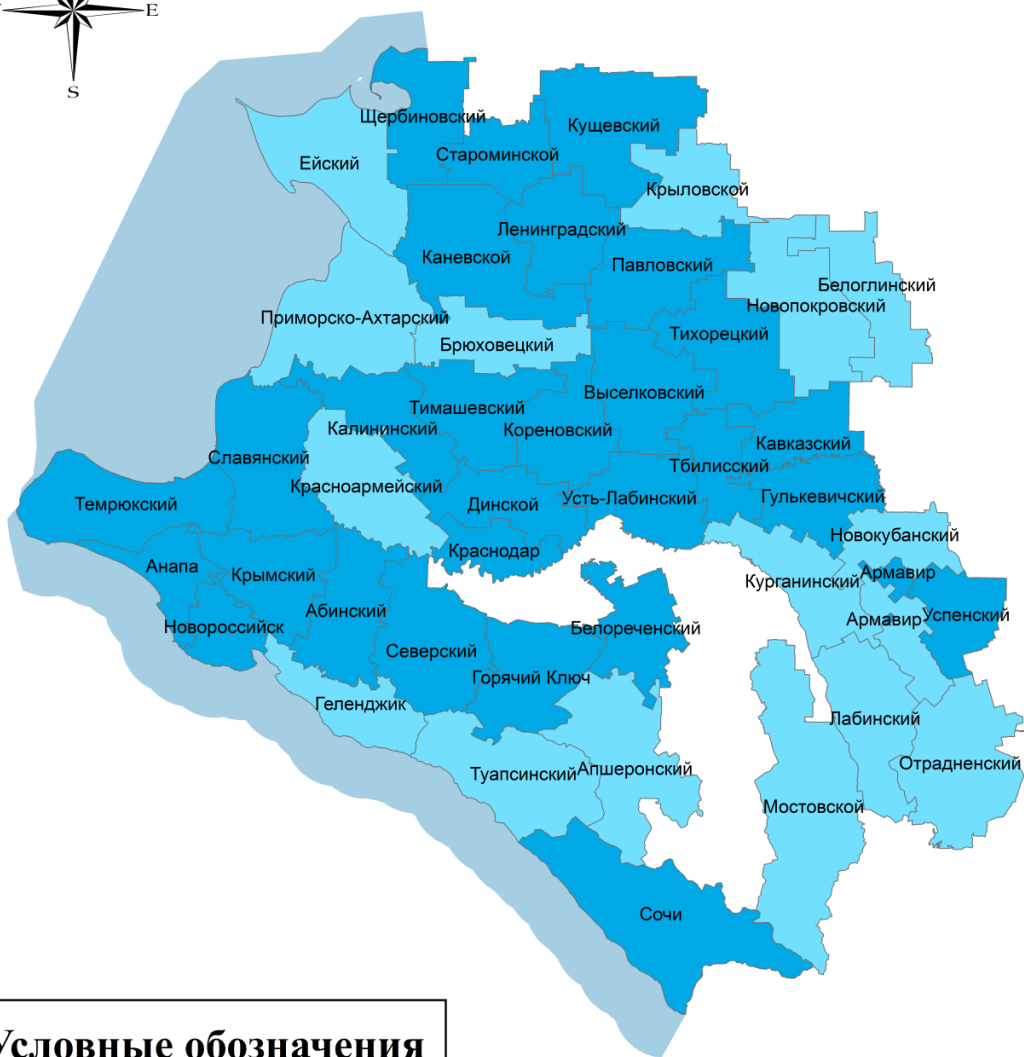 E
S
Щербиновский
Кущевский
Староминской
Ейский
Крыловской
Ленинградский
Каневской
Павловский
Белоглинский
Новопокровский
Приморско-Ахтарский
Тихорецкий
Брюховецкий
Выселковский
Тимашевский
Калининский
Кореновский
Кавказский
Славянский
Тбилисский
Красноармейский
Усть-Лабинский
Гулькевичский
Темрюкский
Динской
Новокубанский
Краснодар
Анапа
Крымский
Армавир
Курганинский
Абинский
Успенский
Армавир
Новороссийск
Белореченский
Северский
Горячий Ключ
Геленджик
Лабинский
Отрадненский
Туапсинский
Апшеронский
Мостовской
Сочи
Условные обозначения